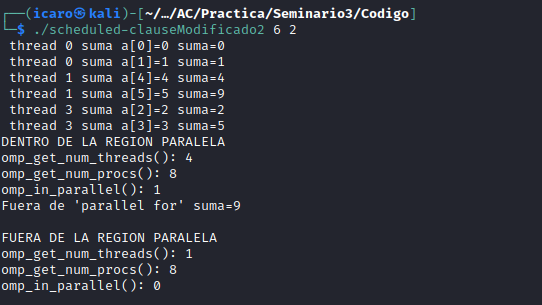 ┌──(icaro㉿kali)-[~/…/AC/Practica/Seminario3/Codigo]
└─$ ./scheduled-clauseModificado2 6 2
thread 0 suma a[0]=0 suma=0
thread 0 suma a[1]=1 suma=1
thread 1 suma a[4]=4 suma=4
thread 1 suma a[5]=5 suma=9
thread 3 suma a[2]=2 suma=2
thread 3 suma a[3]=3 suma=5
DENTRO DE LA REGION PARALELA
omp_get_num_threads(): 4
omp_get_num_procs(): 8
omp_in_parallel(): 1
Fuera de 'parallel for' suma=9

FUERA DE LA REGION PARALELA
omp_get_num_threads(): 1
omp_get_num_procs(): 8
omp_in_parallel(): 0